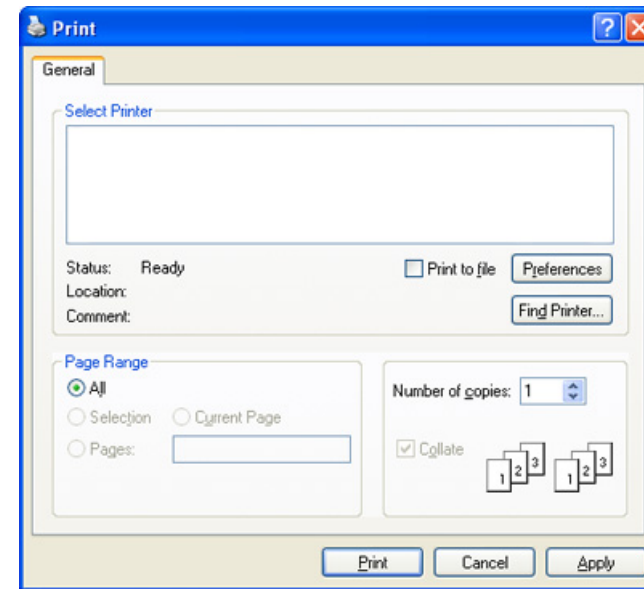 Print
General
Select Printer
Status: Ready
Print to file
Preferences
Location:
Comment:
Find Printer...
Page Range
All
Selection
Current Page
Pages:
Number of copies: 1
Collate
1 2 3 1 2 3
Print
Cancel
Apply